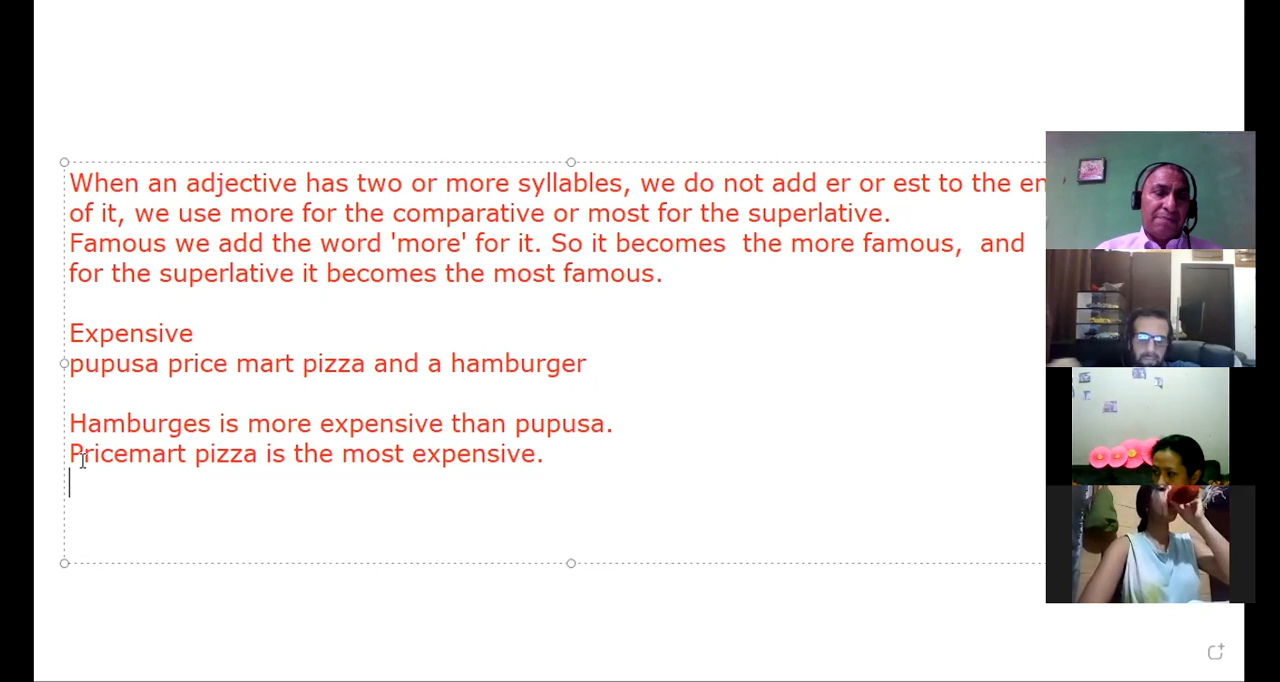 When an adjective has two or more syllables, we do not add er or est to the en
of it, we use more for the comparative or most for the superlative.
Famous we add the word 'more' for it. So it becomes  the more famous,  and
for the superlative it becomes the most famous.
Expensive
pupusa price mart pizza and a hamburger
Hamburges is more expensive than pupusa.
Pricemart pizza is the most expensive.